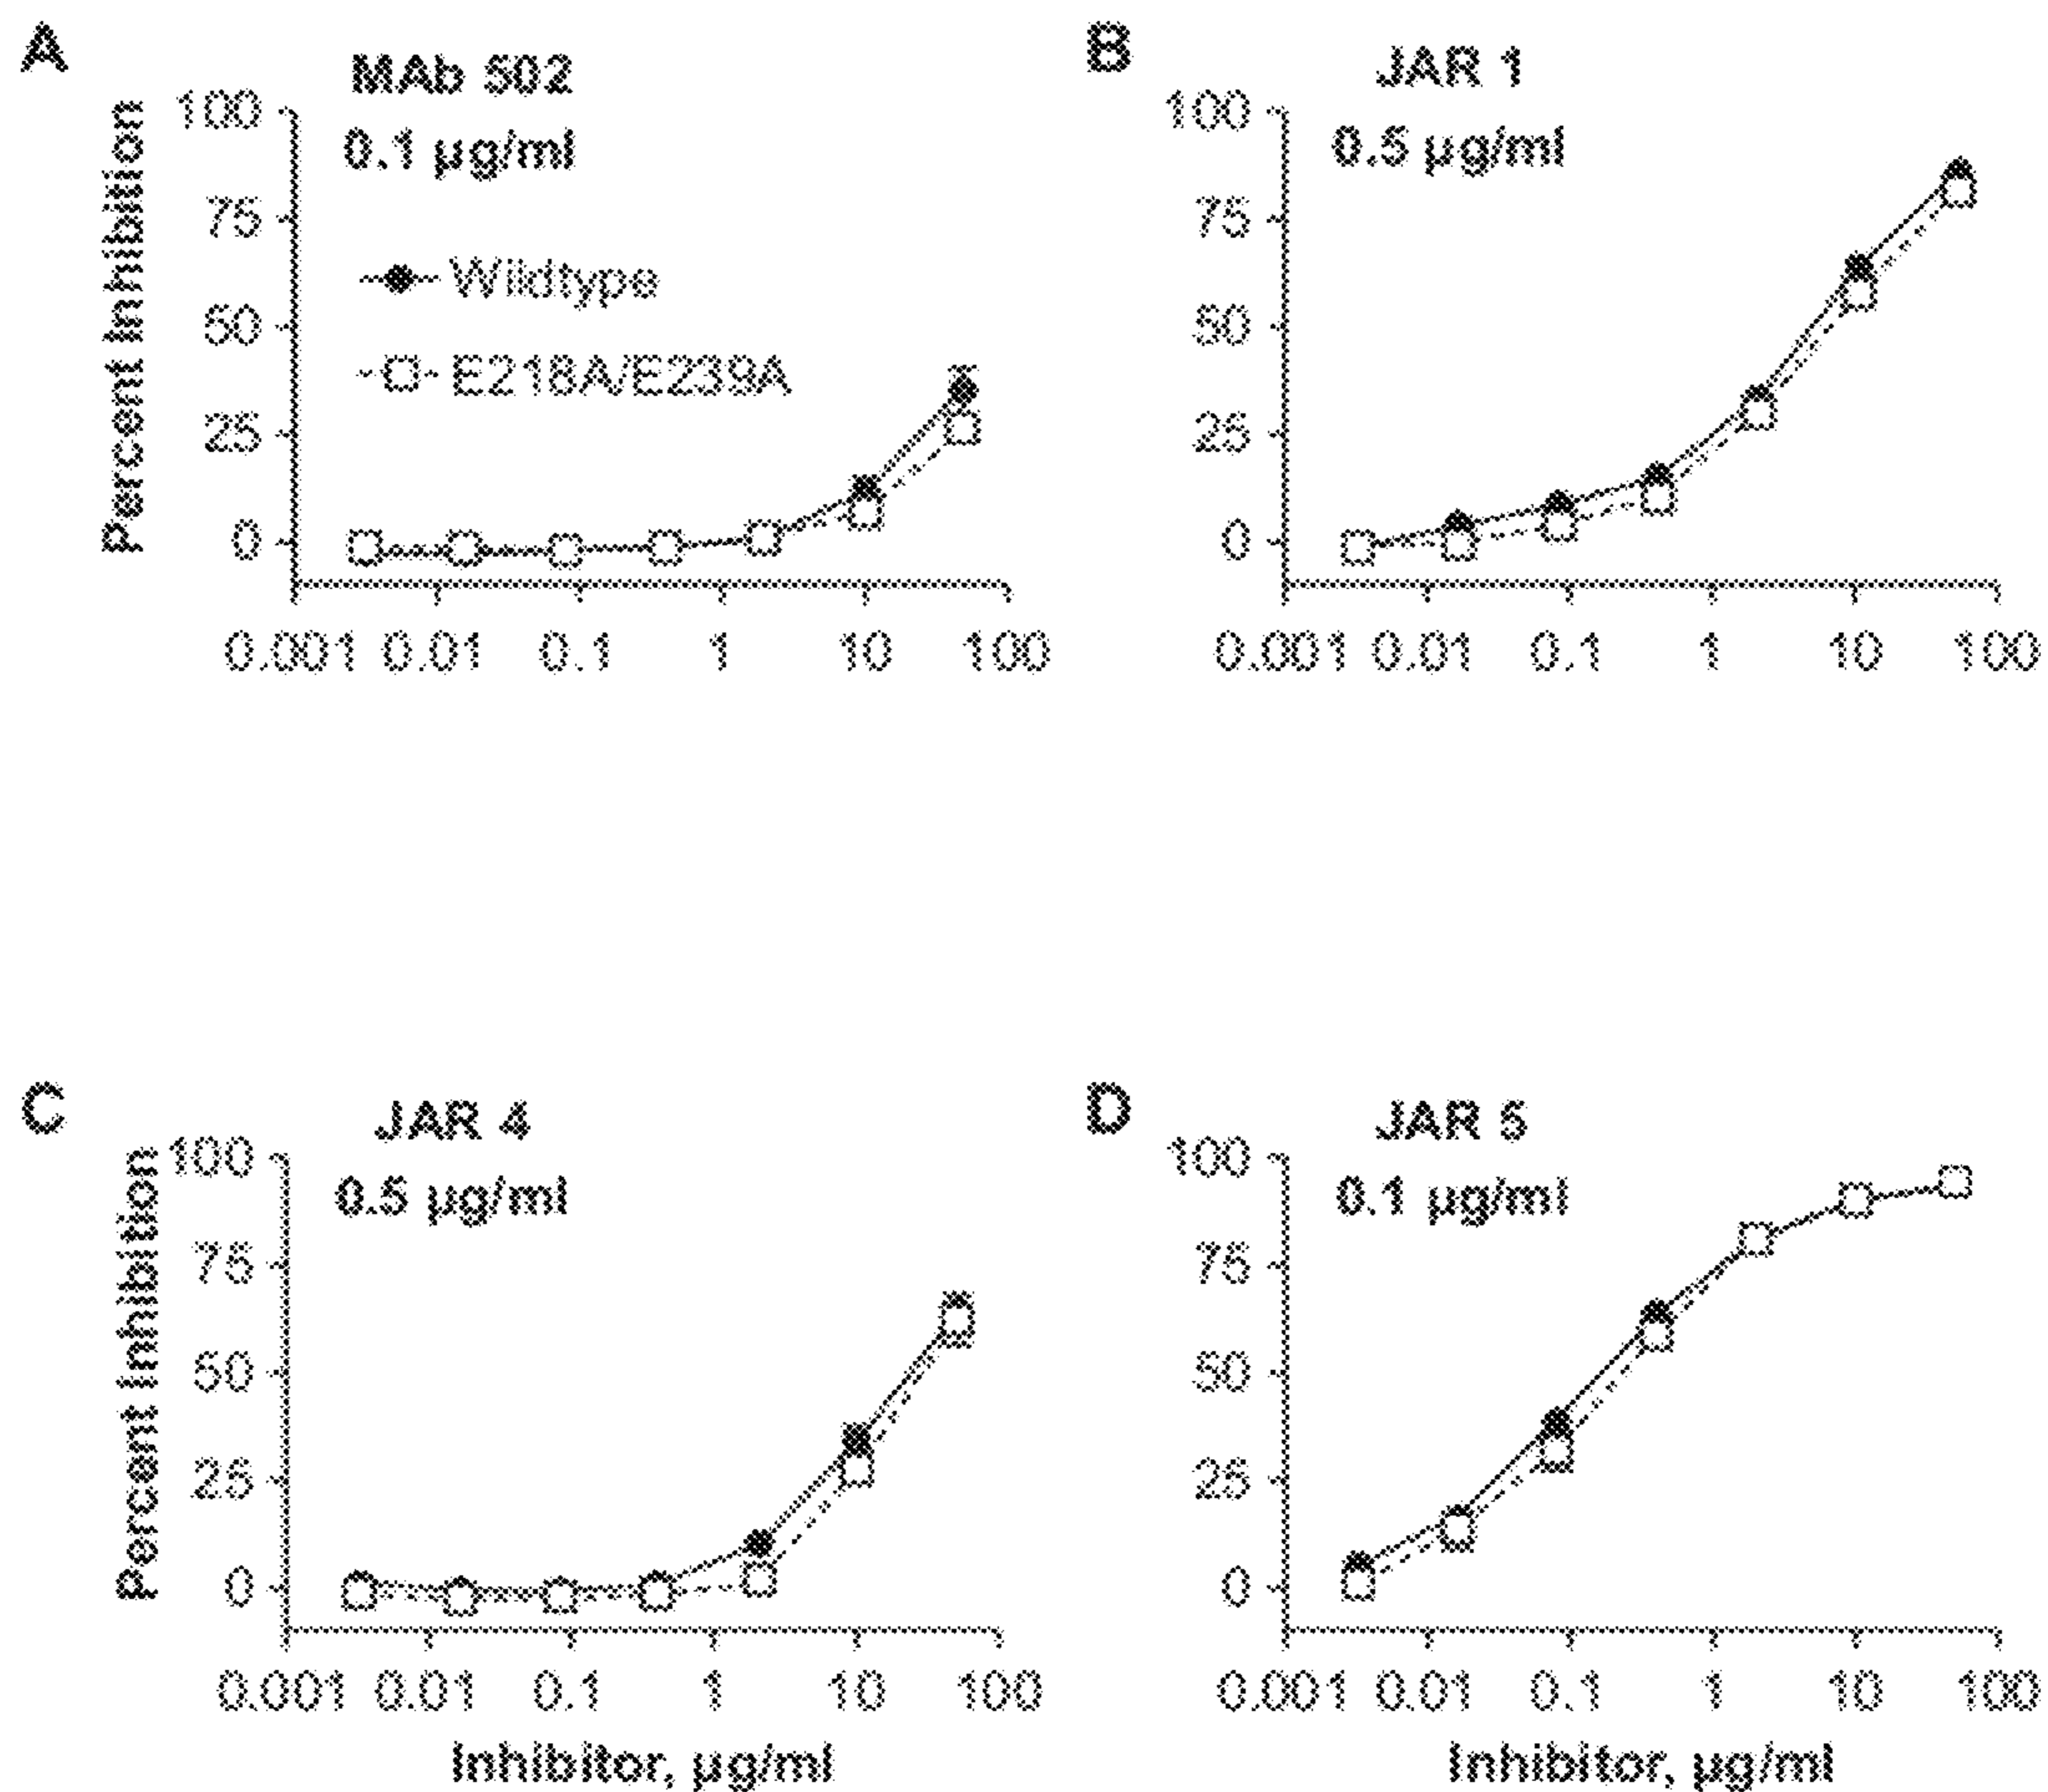 A
MAb 502
0.1 µg/ml
Percent Inhibition
100
75
50
25
0
Wildtype
E218A/E239A
0.001 0.01 0.1 1 10 100
B
JAR 1
0.5 µg/ml
100
75
50
25
0
0.001 0.01 0.1 1 10 100
C
JAR 4
0.5 µg/ml
Percent Inhibition
100
75
50
25
0
0.001 0.01 0.1 1 10 100
Inhibitor, µg/ml
D
JAR 5
0.1 µg/ml
100
75
50
25
0
0.001 0.01 0.1 1 10 100
Inhibitor, µg/ml